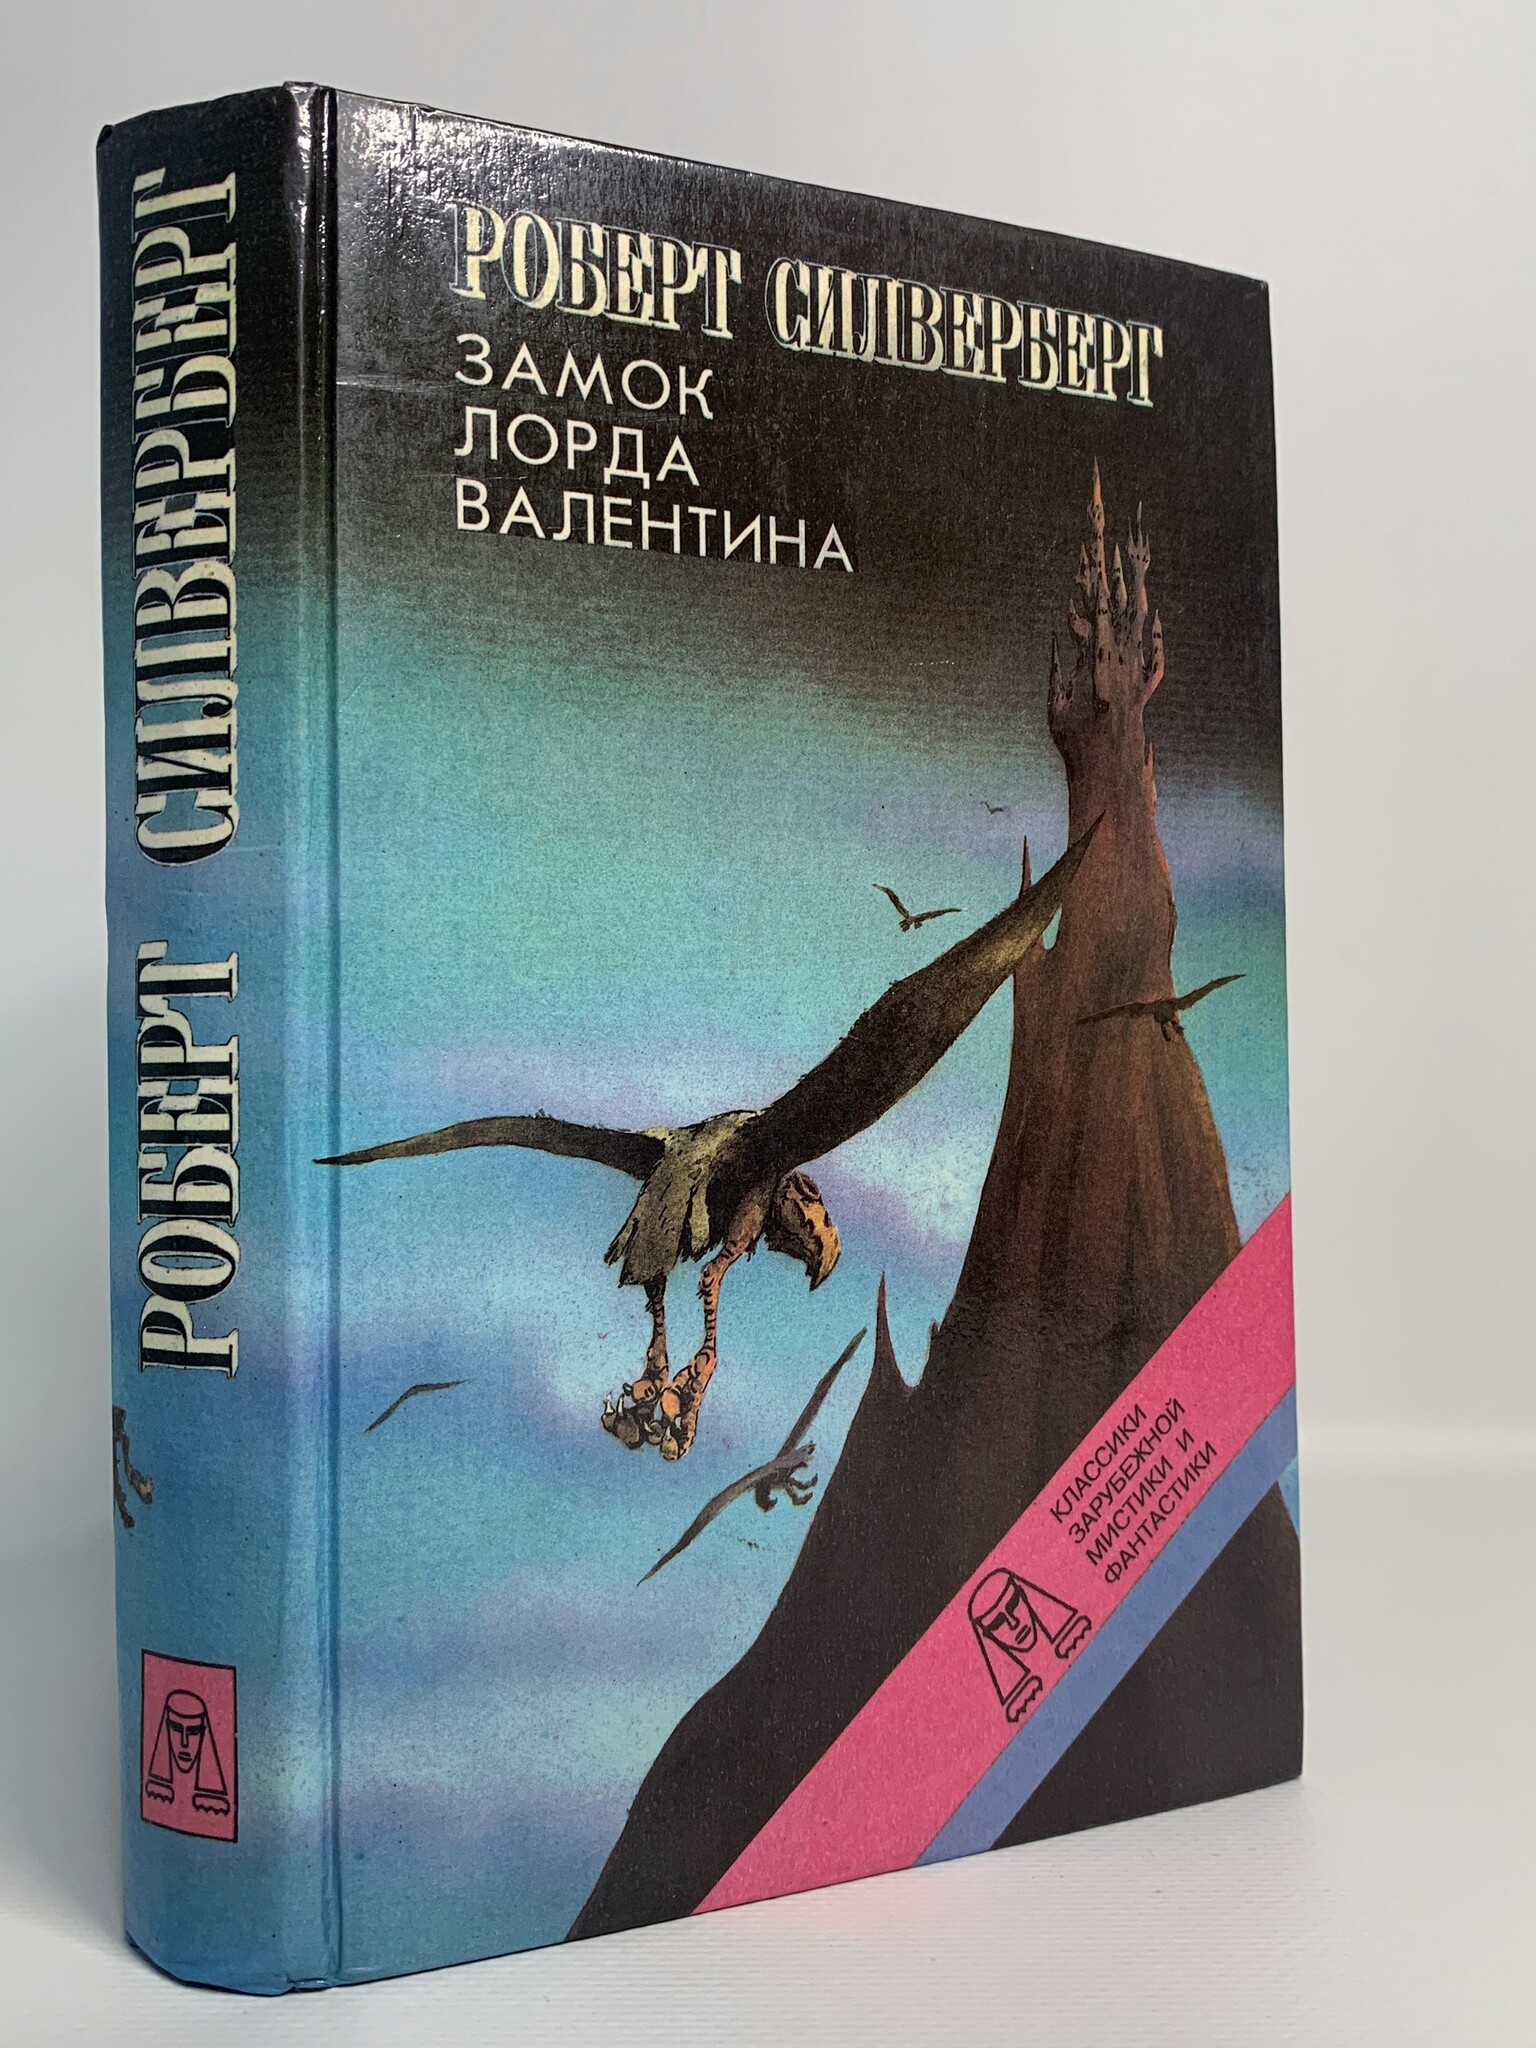 РОБЕРТ СИЛВЕРБЕРГ
РОБЕРТ СИЛВЕРБЕРГ
ЗАМОК
ЛОРДА
ВАЛЕНТИНА
КЛАССИКИ
ЗАРУБЕЖНОЙ
МИСТИКИ И
ФАНТАСТИКИ